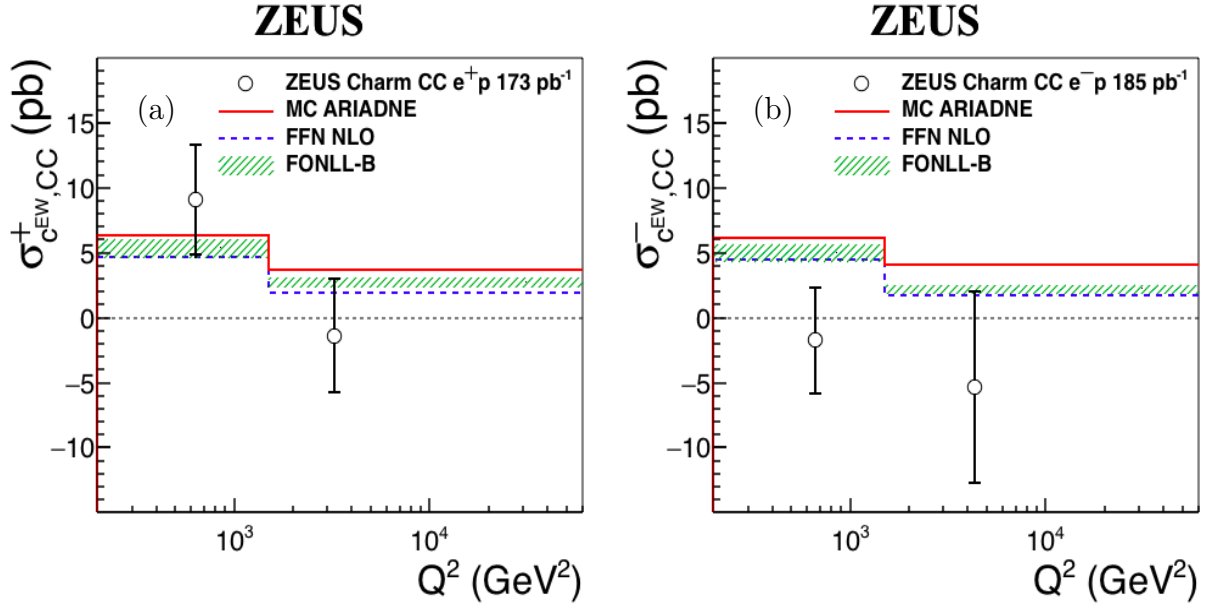 ZEUS
σ⁺_{c^{EW},CC} (pb)
(a)
ZEUS Charm CC e⁺p 173 pb⁻¹
MC ARIADNE
FFN NLO
FONLL-B
15
10
5
0
−5
−10
10³
10⁴
Q² (GeV²)
ZEUS
σ⁻_{c^{EW},CC} (pb)
(b)
ZEUS Charm CC e⁻p 185 pb⁻¹
MC ARIADNE
FFN NLO
FONLL-B
15
10
5
0
−5
−10
10³
10⁴
Q² (GeV²)